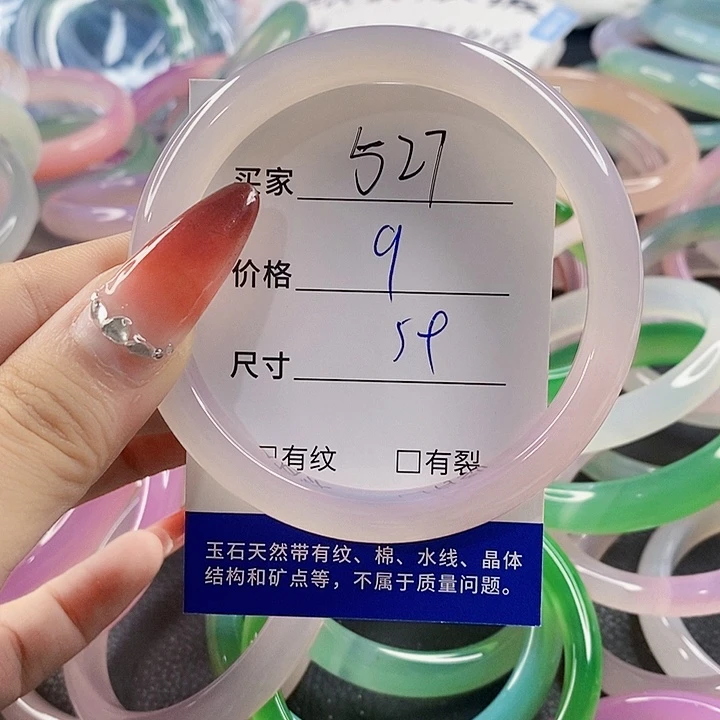 买家 527
价格 9
尺寸 59
有纹 □有裂
玉石天然带有纹、棉、水线、晶体
结构和矿点等，不属于质量问题。